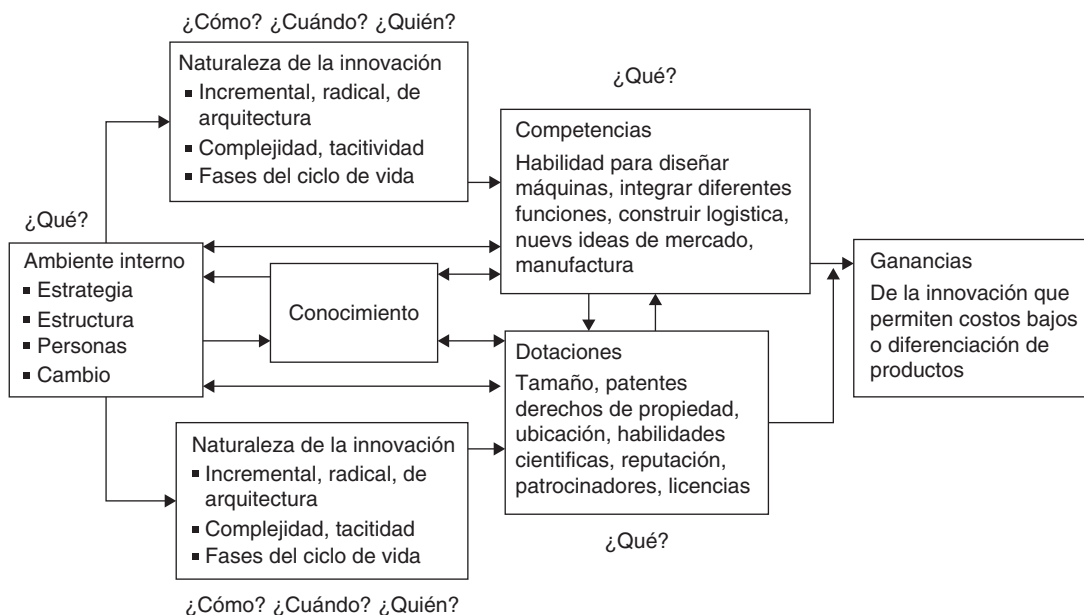 ¿Cómo? ¿Cuándo? ¿Quién?
Naturaleza de la innovación
▪ Incremental, radical, de
arquitectura
▪ Complejidad, tacitividad
▪ Fases del ciclo de vida
¿Qué?
Ambiente interno
▪ Estrategia
▪ Estructura
▪ Personas
▪ Cambio
Conocimiento
¿Qué?
Competencias
Habilidad para diseñar
máquinas, integrar diferentes
funciones, construir logistica,
nuevs ideas de mercado,
manufactura
Dotaciones
Tamaño, patentes
derechos de propiedad,
ubicación, habilidades
cientificas, reputación,
patrocinadores, licencias
¿Qué?
Ganancias
De la innovación que
permiten costos bajos
o diferenciación de
productos
Naturaleza de la innovación
▪ Incremental, radical, de
arquitectura
▪ Complejidad, tacitidad
▪ Fases del ciclo de vida
¿Cómo? ¿Cuándo? ¿Quién?